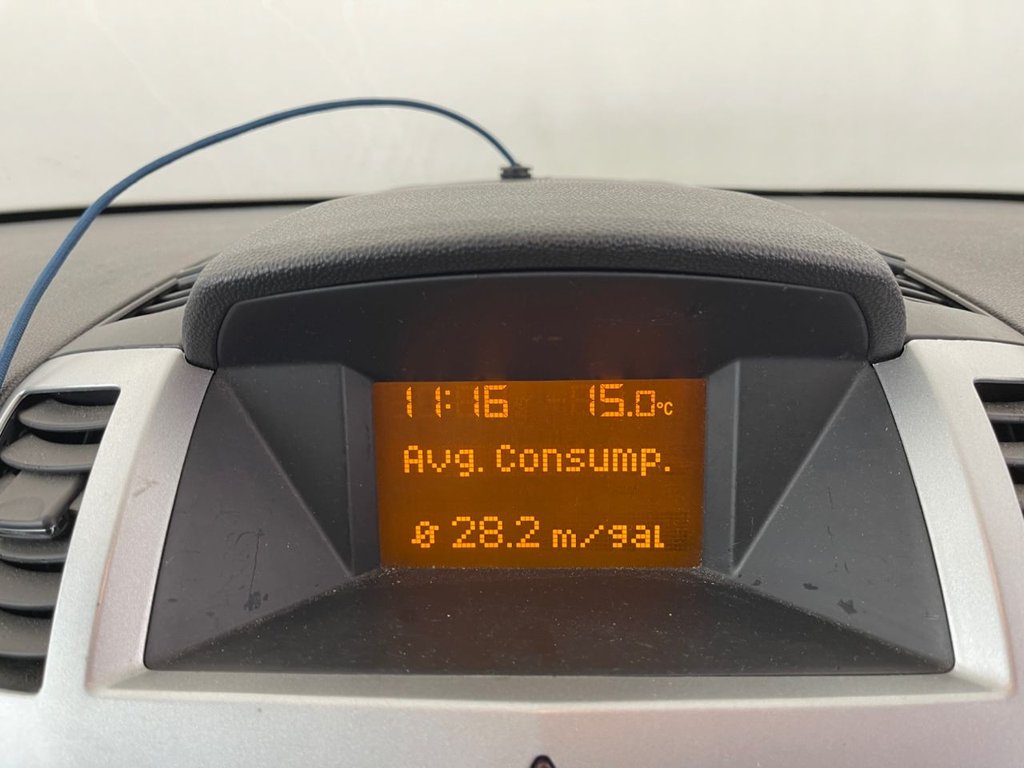 11:16 15.0°C
Avg. Consump.
Ø 28.2 m/gal